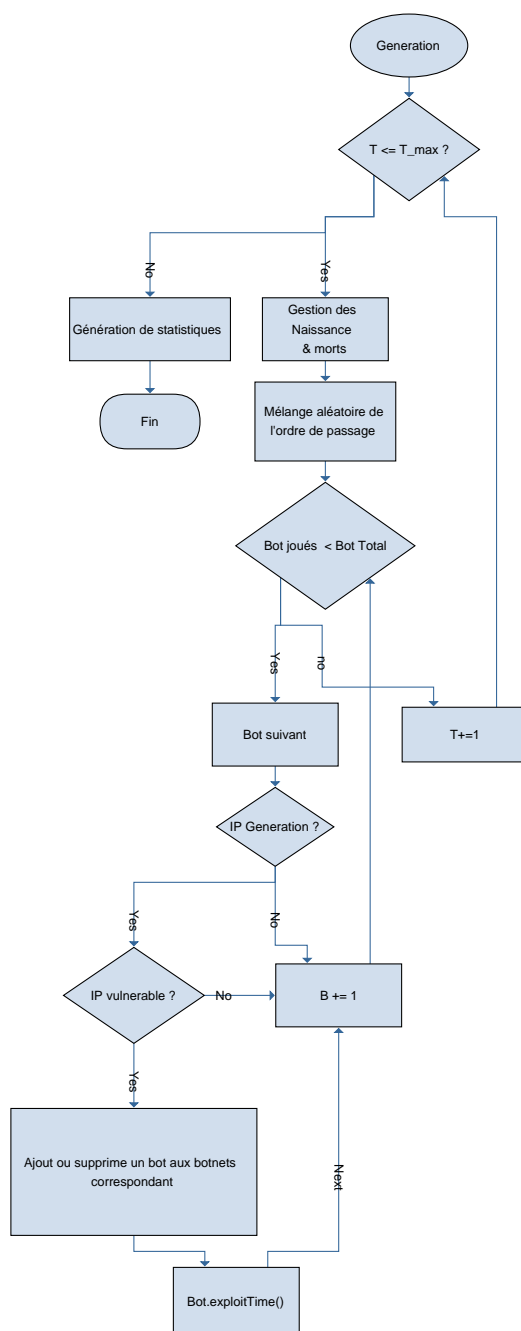 Generation
T <= T_max ?
No
Yes
Génération de statistiques
Gestion des
Naissance
& morts
Fin
Mélange aléatoire de
l'ordre de passage
Bot joués < Bot Total
Yes
no
Bot suivant
T+=1
IP Generation ?
Yes
No
IP vulnerable ?
No
B += 1
Yes
Ajout ou supprime un bot aux botnets
correspondant
Next
Bot.exploitTime()